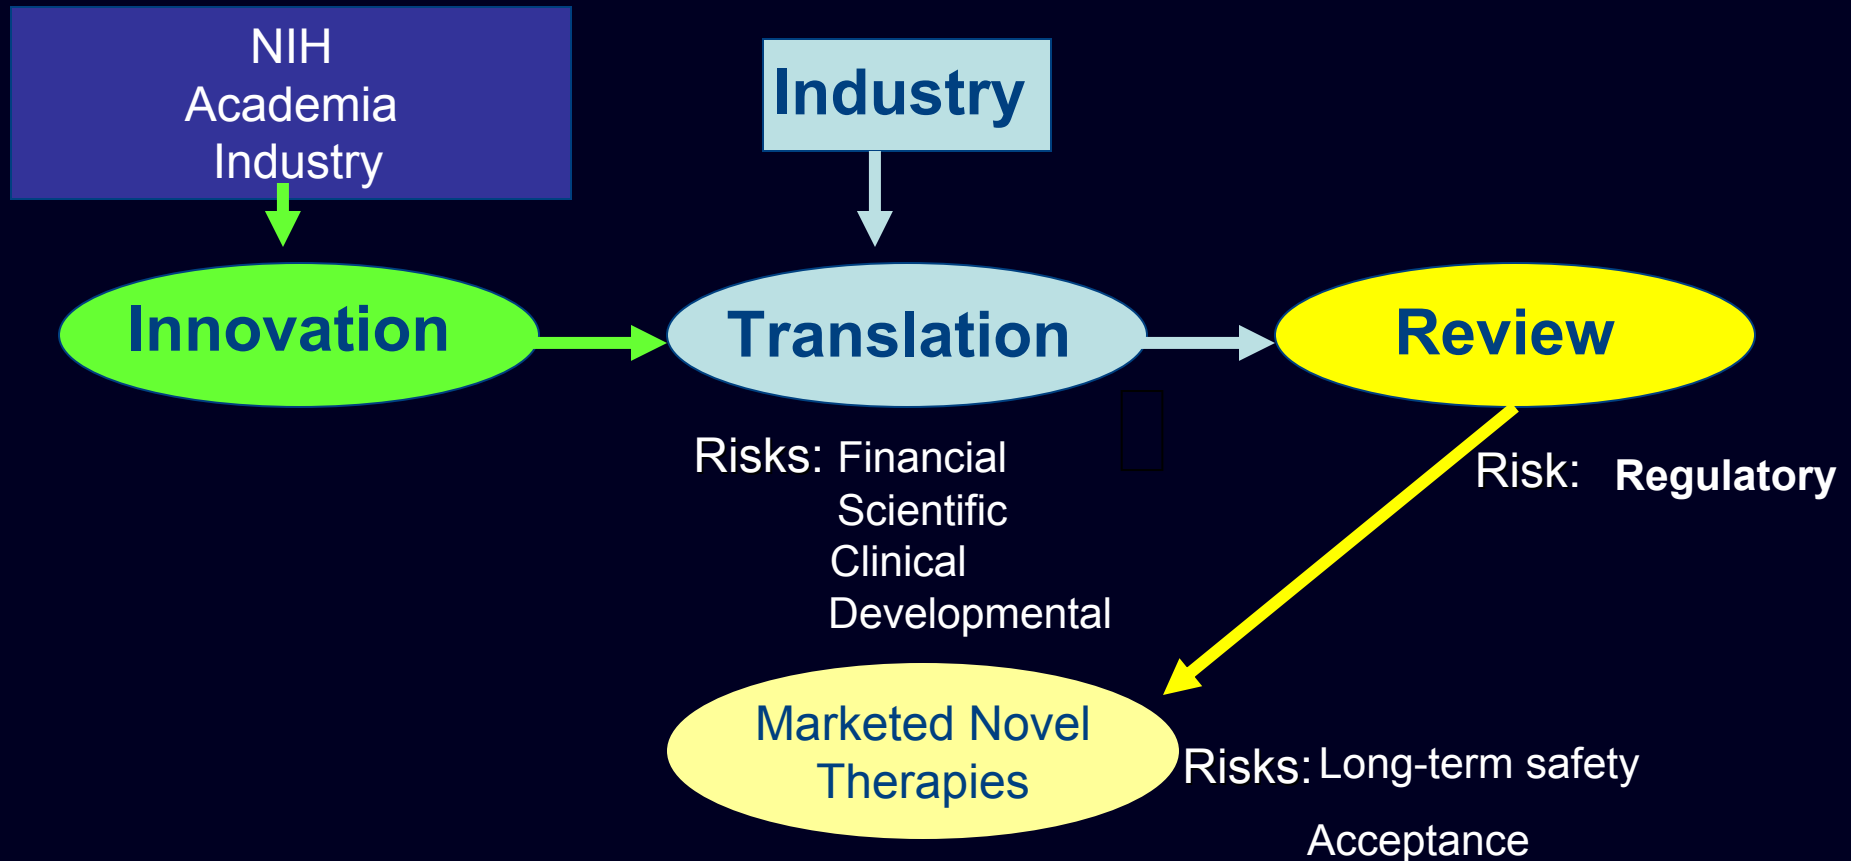 NIH
Academia
Industry
Industry
Innovation
Translation
Review
Risks: Financial
Scientific
Clinical
Developmental
Risk: Regulatory
Marketed Novel
Therapies
Risks: Long-term safety
Acceptance